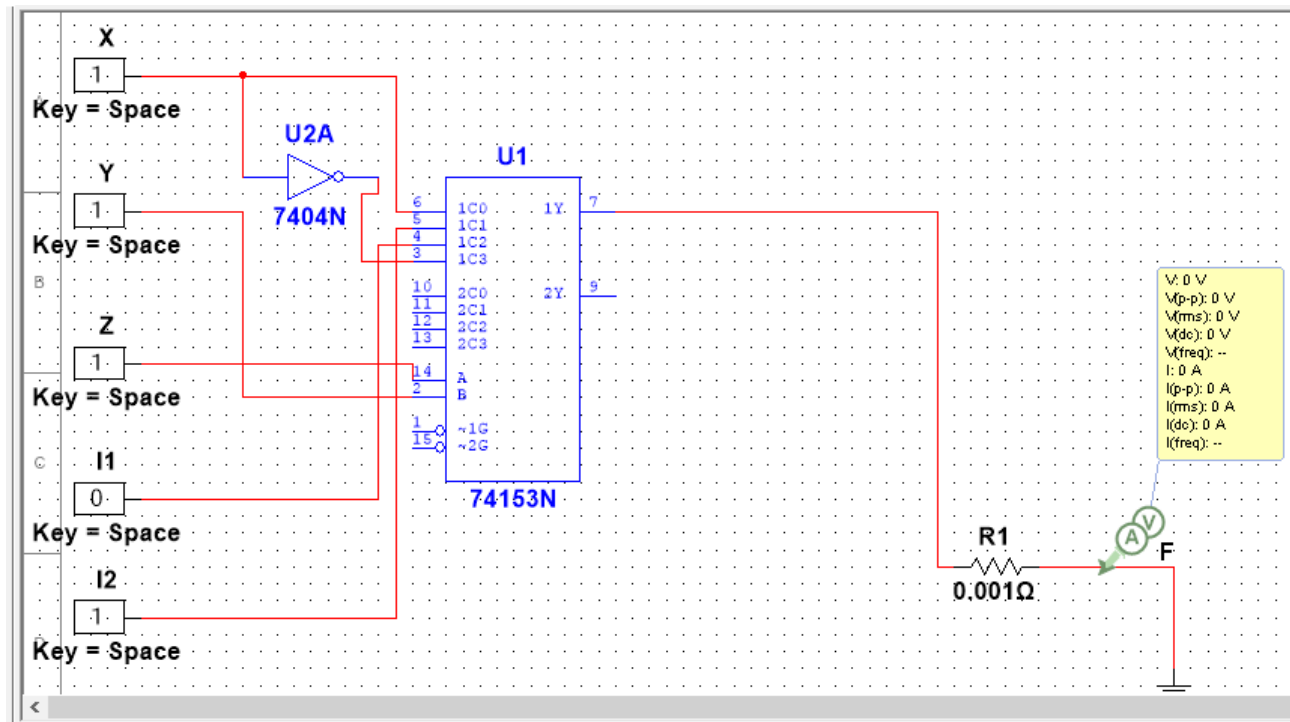 X
1
Key = Space
U2A
7404N
Y
1
Key = Space
U1
6 1C0 1Y 7
5 1C1
4 1C2
3 1C3
10 2C0 2Y 9
11 2C1
12 2C2
13 2C3
14 A
2 B
1 ~1G
15 ~2G
74153N
B
Z
1
Key = Space
C
I1
0
Key = Space
I2
1
Key = Space
V: 0 V
V(p-p): 0 V
V(rms): 0 V
V(dc): 0 V
V(freq): --
I: 0 A
I(p-p): 0 A
I(rms): 0 A
I(dc): 0 A
I(freq): --
V
A
F
R1
0.001Ω